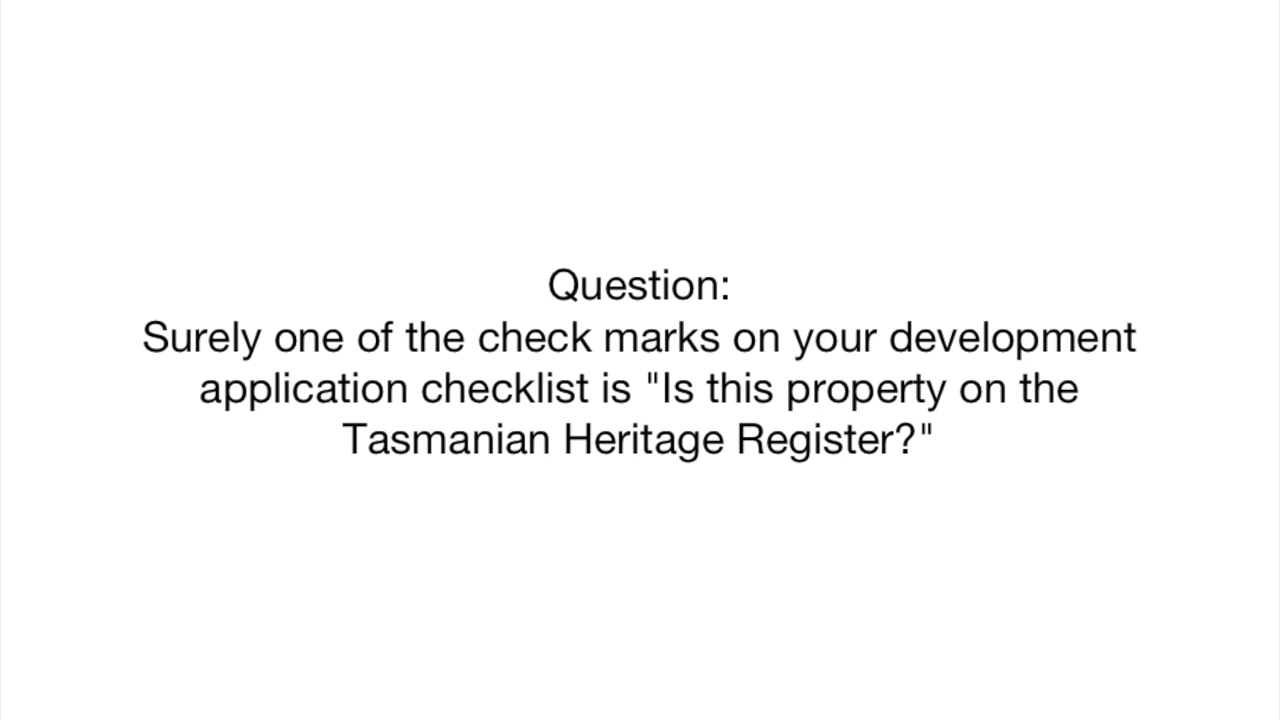 Question:
Surely one of the check marks on your development
application checklist is "Is this property on the
Tasmanian Heritage Register?"